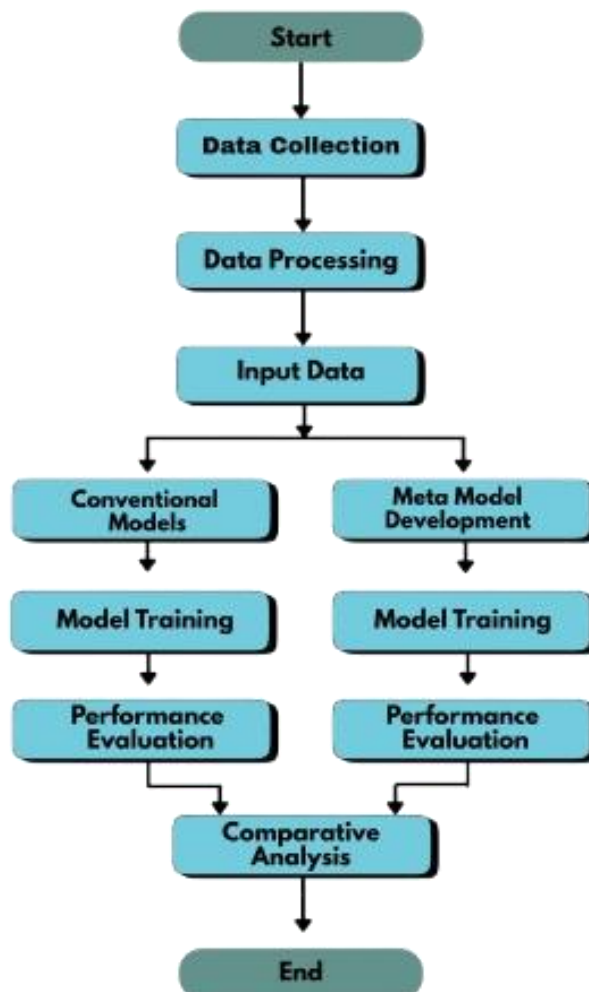 Start
Data Collection
Data Processing
Input Data
Conventional
Models
Meta Model
Development
Model Training
Model Training
Performance
Evaluation
Performance
Evaluation
Comparative
Analysis
End